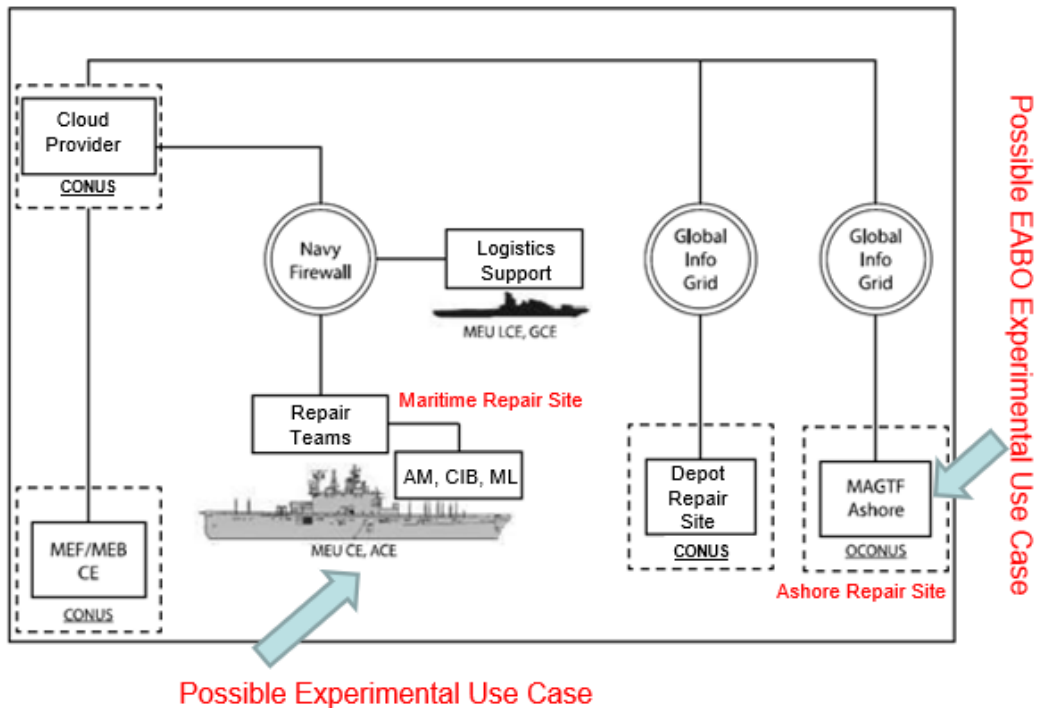 Cloud
Provider
CONUS
Navy
Firewall
Logistics
Support
MEU LCE, GCE
Global
Info
Grid
Global
Info
Grid
Repair
Teams
Maritime Repair Site
AM, CIB, ML
MEU CE, ACE
MEF/MEB
CE
CONUS
Depot
Repair
Site
CONUS
MAGTF
Ashore
OCONUS
Ashore Repair Site
Possible EABO Experimental Use Case
Possible Experimental Use Case